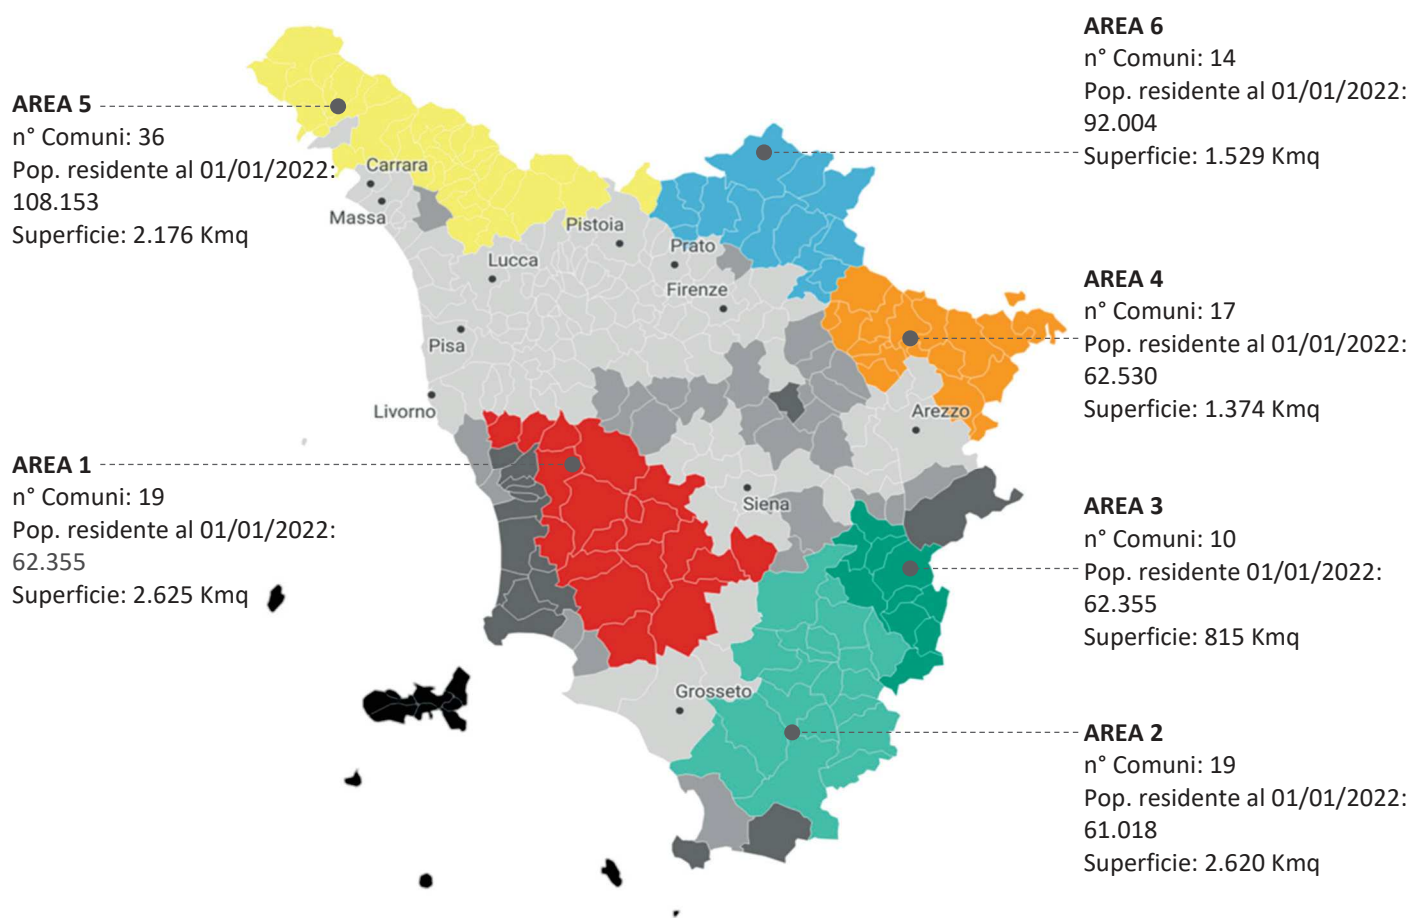 AREA 6
n° Comuni: 14
Pop. residente al 01/01/2022:
92.004
Superficie: 1.529 Kmq
AREA 5
n° Comuni: 36
Pop. residente al 01/01/2022:
108.153
Superficie: 2.176 Kmq
Carrara
Massa
Pistoia
Prato
Lucca
Firenze
Pisa
Livorno
AREA 4
n° Comuni: 17
Pop. residente al 01/01/2022:
62.530
Superficie: 1.374 Kmq
Arezzo
AREA 1
n° Comuni: 19
Pop. residente al 01/01/2022:
62.355
Superficie: 2.625 Kmq
Siena
AREA 3
n° Comuni: 10
Pop. residente 01/01/2022:
62.355
Superficie: 815 Kmq
Grosseto
AREA 2
n° Comuni: 19
Pop. residente al 01/01/2022:
61.018
Superficie: 2.620 Kmq